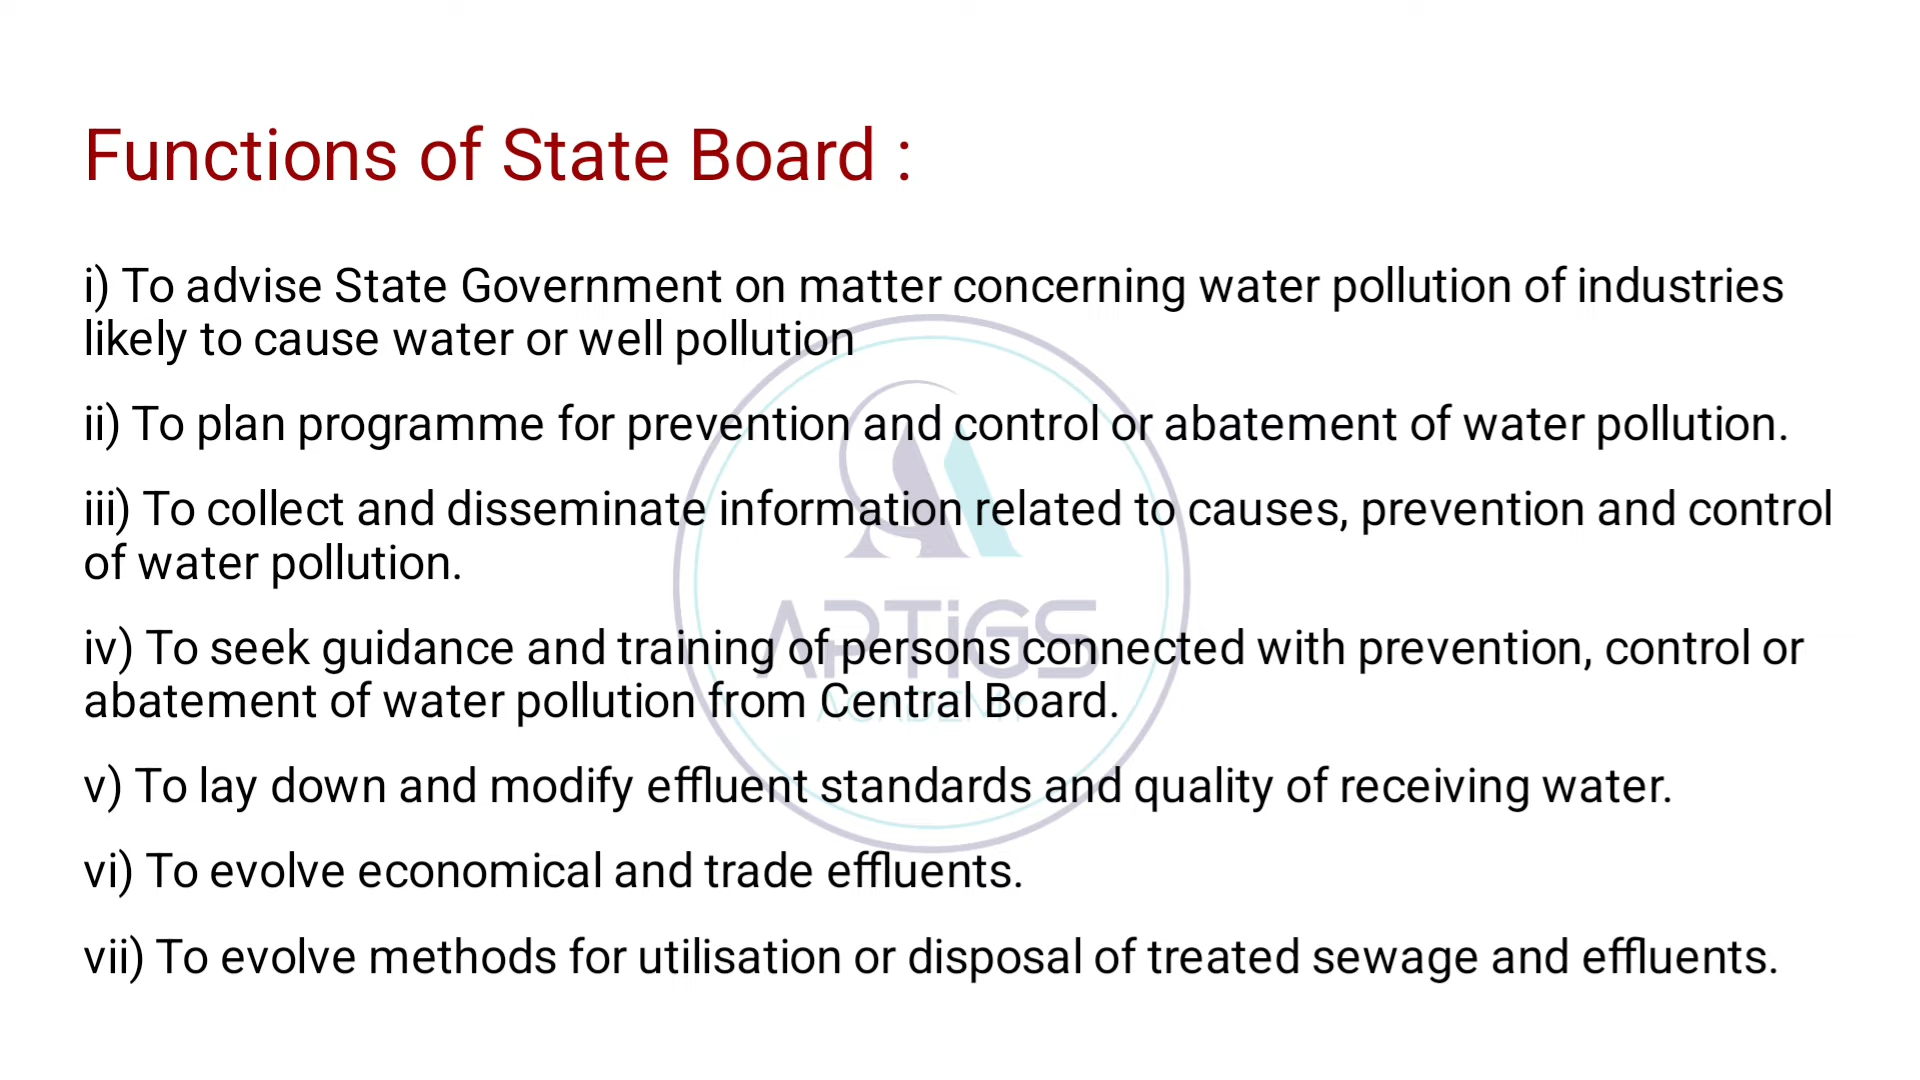 Functions of State Board :
i) To advise State Government on matter concerning water pollution of industries
likely to cause water or well pollution
ii) To plan programme for prevention and control or abatement of water pollution.
iii) To collect and disseminate information related to causes, prevention and control
of water pollution.
iv) To seek guidance and training of persons connected with prevention, control or
abatement of water pollution from Central Board.
v) To lay down and modify effluent standards and quality of receiving water.
vi) To evolve economical and trade effluents.
vii) To evolve methods for utilisation or disposal of treated sewage and effluents.
APTiGS
ACADEMY